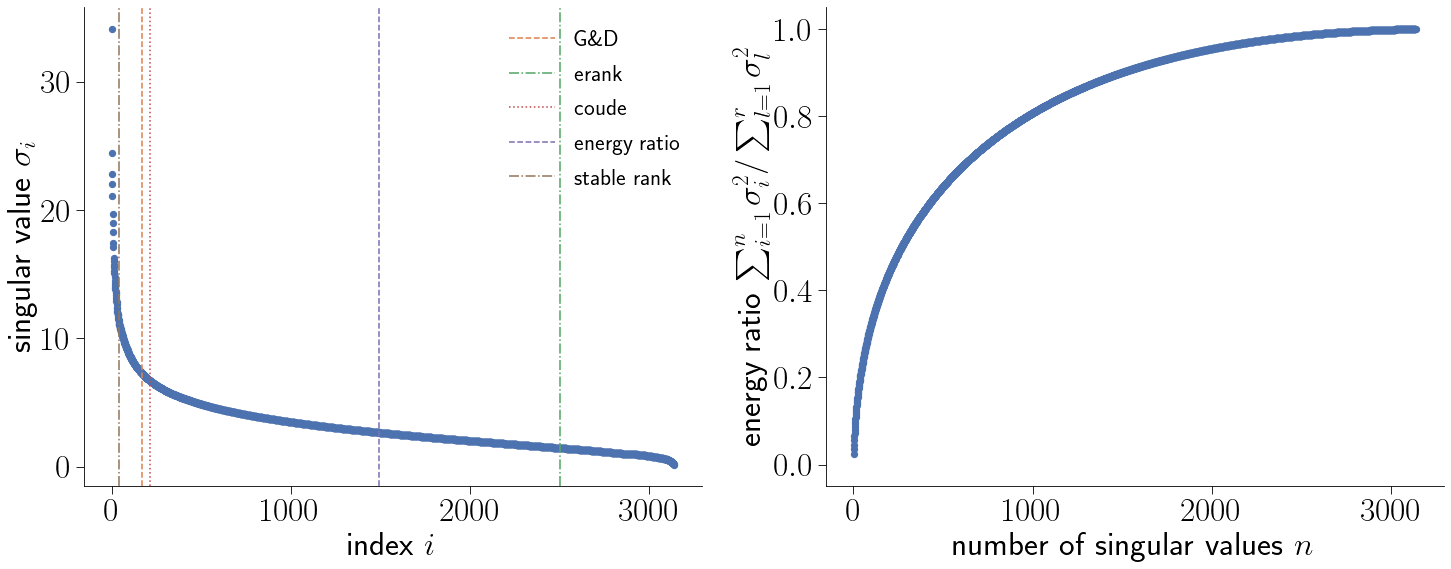 singular value σ_i
30
20
10
0
0 1000 2000 3000
index i
G&D
erank
coude
energy ratio
stable rank
energy ratio ∑_{i=1}^{n} σ_i^2 / ∑_{l=1}^{r} σ_l^2
1.0
0.8
0.6
0.4
0.2
0.0
0 1000 2000 3000
number of singular values n